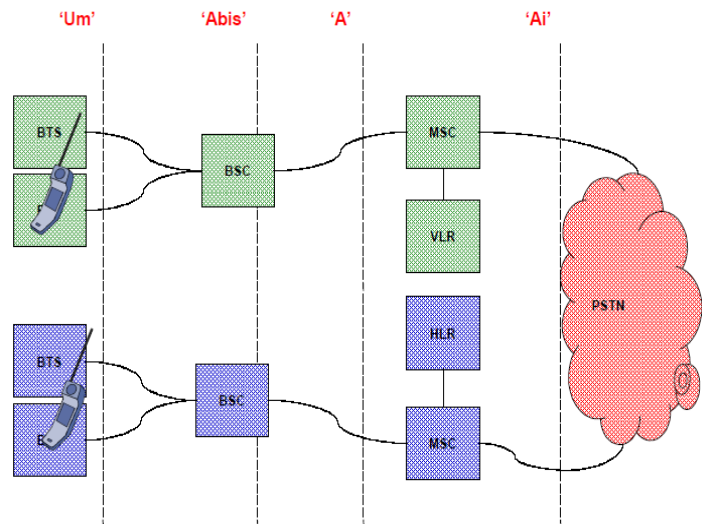 ‘Um’ ‘Abis’ ‘A’ ‘Ai’
BTS
MSC
BSC
VLR
PSTN
HLR
BTS
BSC
MSC